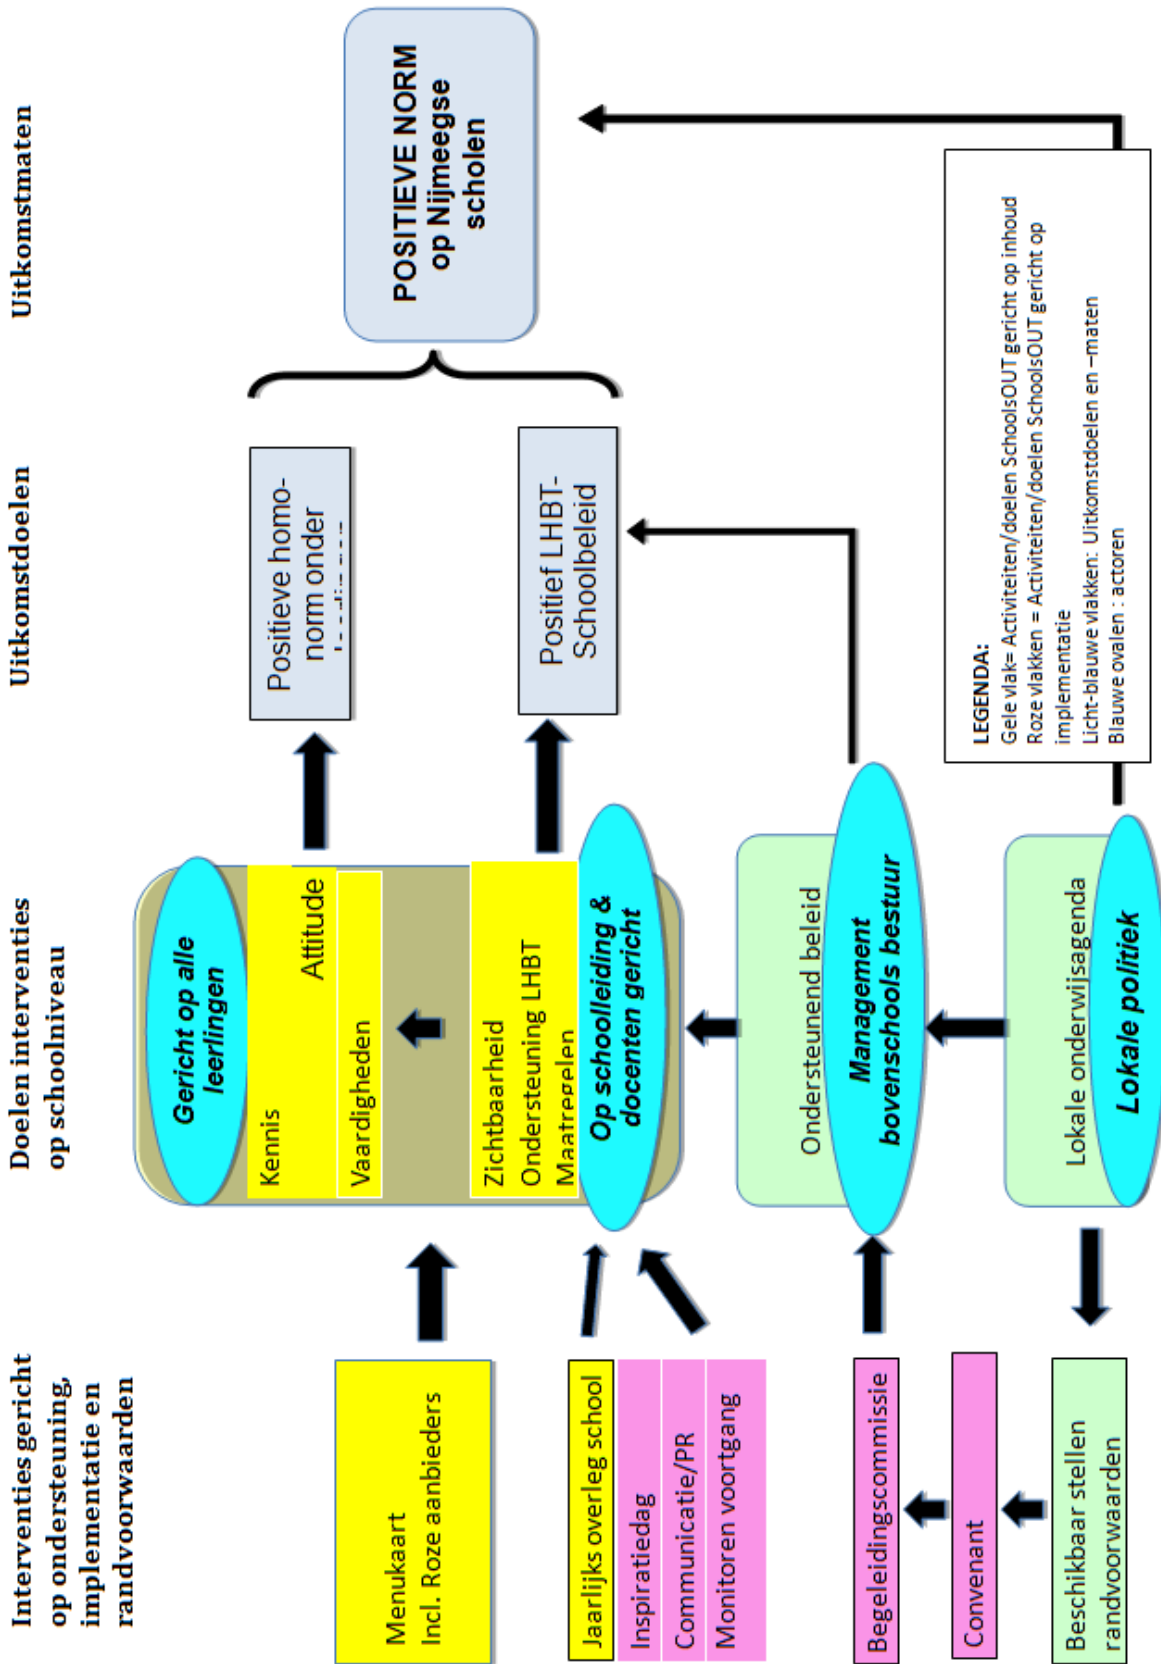 Interventies gericht
op ondersteuning,
implementatie en
randvoorwaarden
Doelen interventies
op schoolniveau
Uitkomstdoelen
Uitkomstmaten
Menukaart
Incl. Roze aanbieders
Jaarlijks overleg school
Inspiratiedag
Communicatie/PR
Monitoren voortgang
Begeleidingscommissie
Convenant
Beschikbaar stellen
randvoorwaarden
Gericht op alle
leerlingen
Kennis
Attitude
Vaardigheden
Zichtbaarheid
Ondersteuning LHBT
Maatregelen
Op schoolleiding &
docenten gericht
Ondersteunend beleid
Management
bovenschools bestuur
Lokale onderwijsagenda
Lokale politiek
Positieve homo-
norm onder
Positief LHBT-
Schoolbeleid
POSITIEVE NORM
op Nijmeegse
scholen
LEGENDA:
Gele vlak= Activiteiten/doelen SchoolsOUT gericht op inhoud
Roze vlakken = Activiteiten/doelen SchoolsOUT gericht op
implementatie
Licht-blauwe vlakken: Uitkomstdoelen en –maten
Blauwe ovalen : actoren